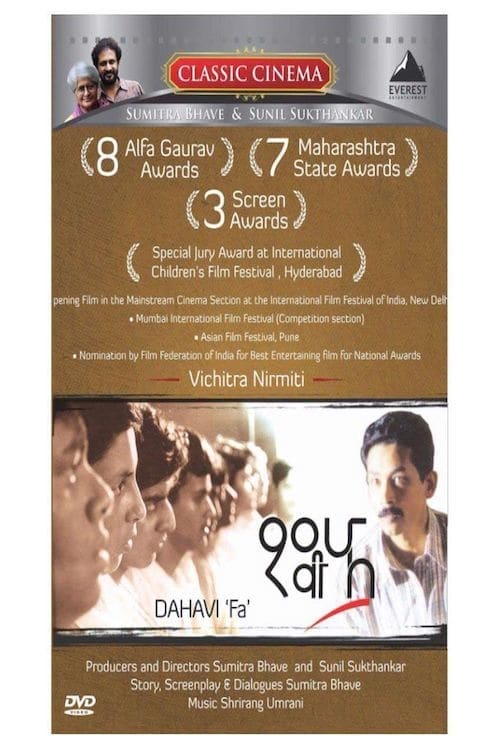 CLASSIC CINEMA
EVEREST
ENTERTAINMENT
SUMITRA BHAVE & SUNIL SUKTHANKAR
8 Alfa Gaurav Awards
7 Maharashtra State Awards
3 Screen Awards
Special Jury Award at International
Children's Film Festival , Hyderabad
pening Film in the Mainstream Cinema Section at the International Film Festival of India, New Delh
• Mumbai International Film Festival (Competition section)
• Asian Film Festival, Pune
• Nomination by Film Federation of India for Best Entertaining film for National Awards
Vichitra Nirmiti
१० वी फ
DAHAVI 'Fa'
Producers and Directors Sumitra Bhave and Sunil Sukthankar
Story, Screenplay & Dialogues Sumitra Bhave
Music Shrirang Umrani
DVD
VIDEO